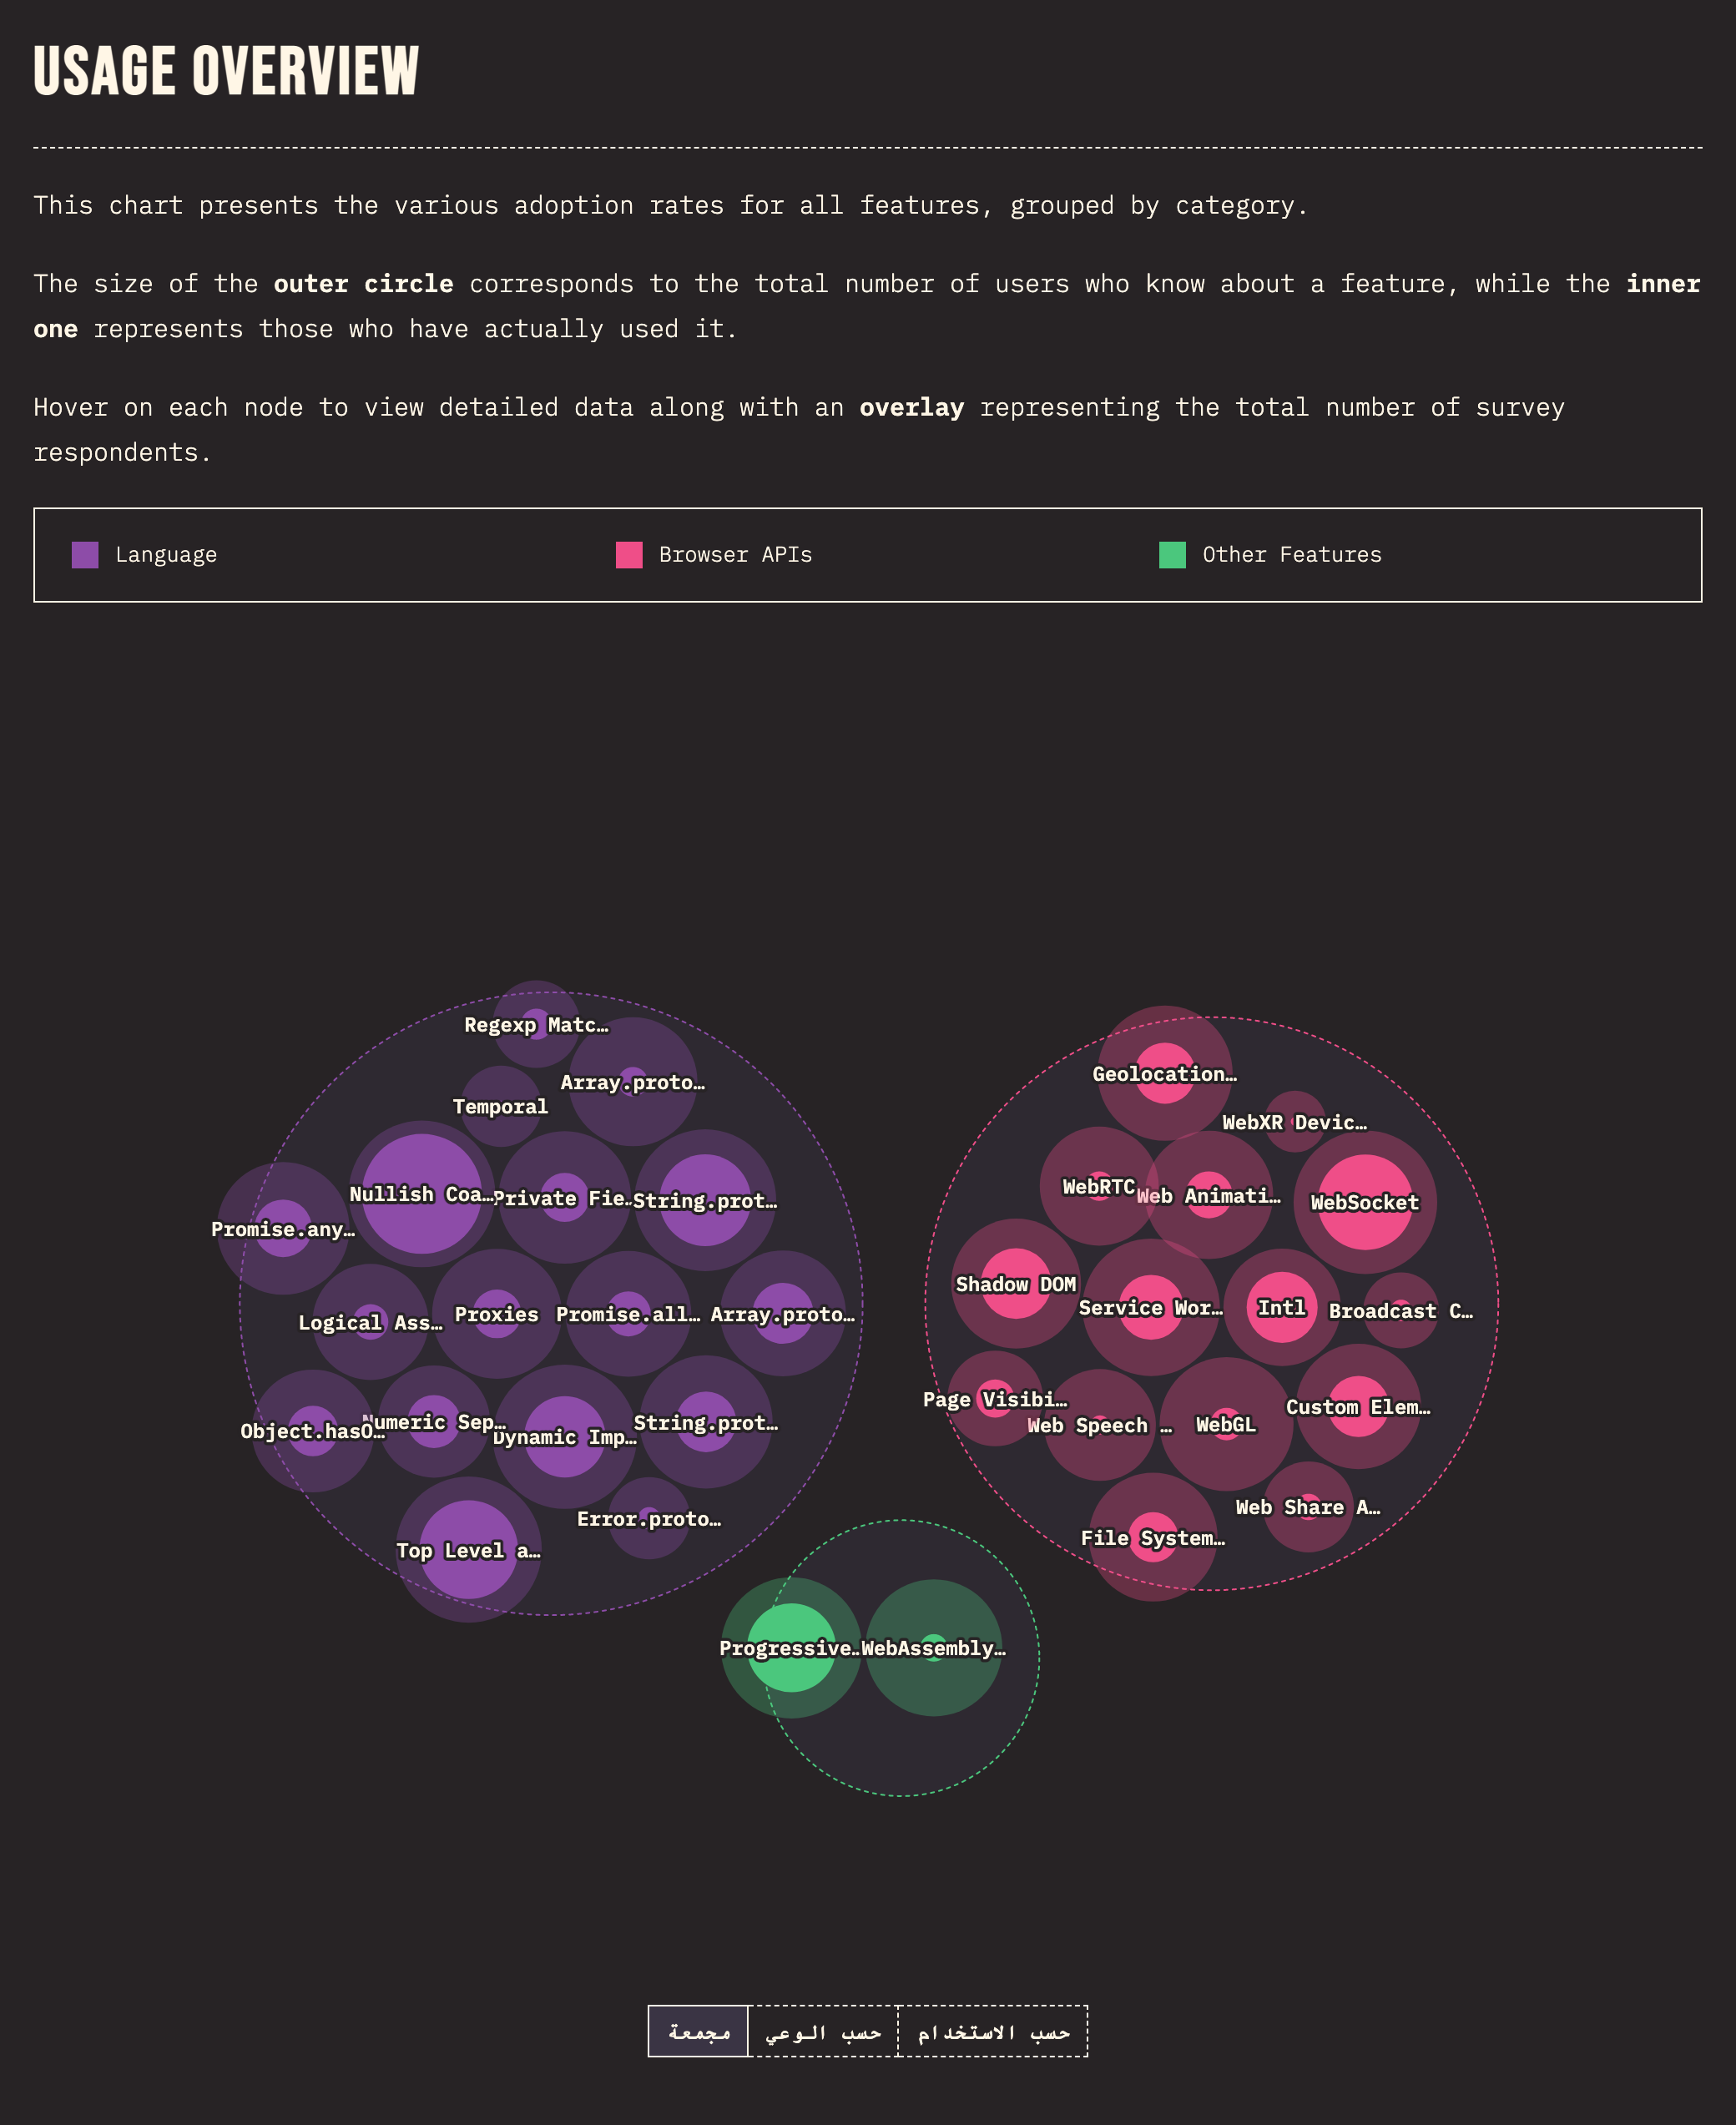 USAGE OVERVIEW
This chart presents the various adoption rates for all features, grouped by category.
The size of the outer circle corresponds to the total number of users who know about a feature, while the inner
one represents those who have actually used it.
Hover on each node to view detailed data along with an overlay representing the total number of survey
respondents.
Language
Browser APIs
Other Features
Regexp Matc…
Array.proto…
Temporal
Nullish Coa…
Private Fie…
String.prot…
Promise.any…
Logical Ass…
Proxies
Promise.all…
Array.proto…
Object.hasO…
Numeric Sep…
Dynamic Imp…
String.prot…
Error.proto…
Top Level a…
Geolocation…
WebXR Devic…
WebRTC
Web Animati…
WebSocket
Shadow DOM
Service Wor…
Intl
Broadcast C…
Page Visibi…
Web Speech …
WebGL
Custom Elem…
Web Share A…
File System…
Progressive…
WebAssembly…
مجمعة
حسب الوعي
حسب الاستخدام